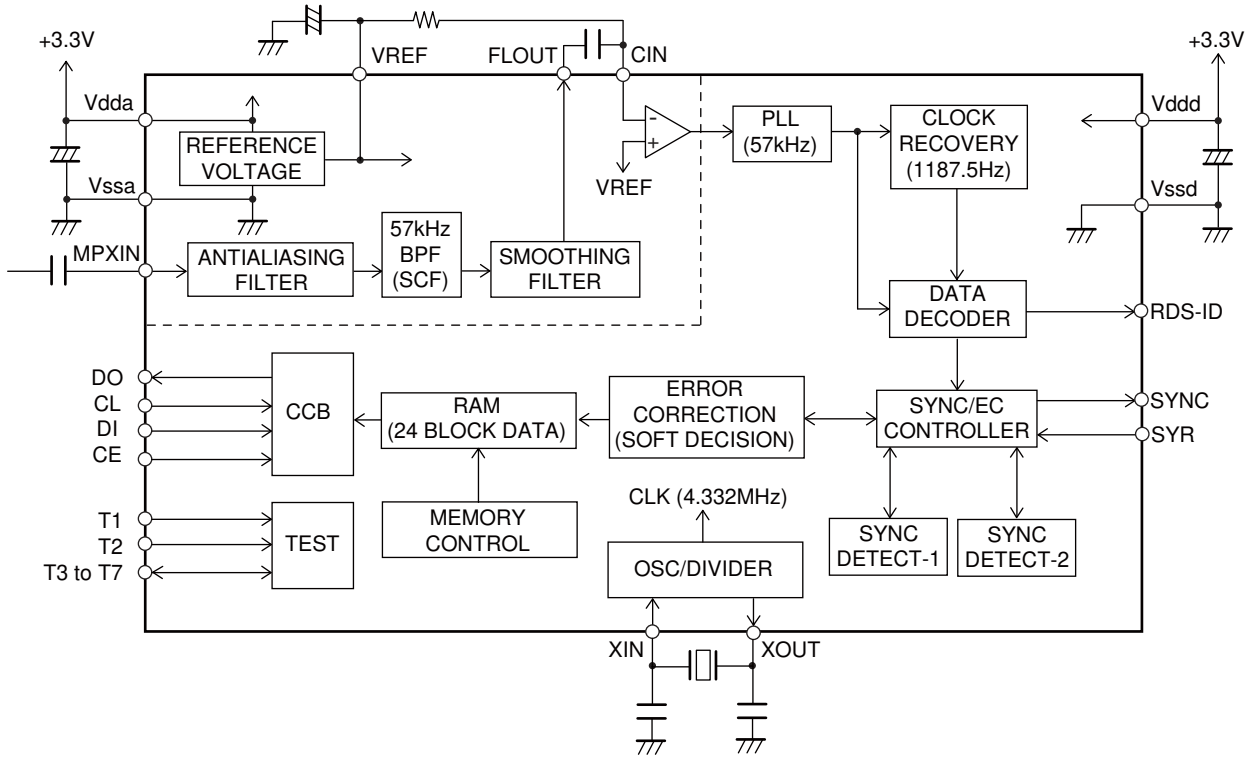 +3.3V
VREF
FLOUT
CIN
+3.3V
Vdda
REFERENCE
VOLTAGE
Vssa
-
+
VREF
PLL
(57kHz)
CLOCK
RECOVERY
(1187.5Hz)
Vddd
Vssd
MPXIN
ANTIALIASING
FILTER
57kHz
BPF
(SCF)
SMOOTHING
FILTER
DATA
DECODER
RDS-ID
DO
CL
DI
CE
CCB
RAM
(24 BLOCK DATA)
ERROR
CORRECTION
(SOFT DECISION)
SYNC/EC
CONTROLLER
SYNC
SYR
T1
T2
T3 to T7
TEST
MEMORY
CONTROL
CLK (4.332MHz)
OSC/DIVIDER
SYNC
DETECT-1
SYNC
DETECT-2
XIN
XOUT